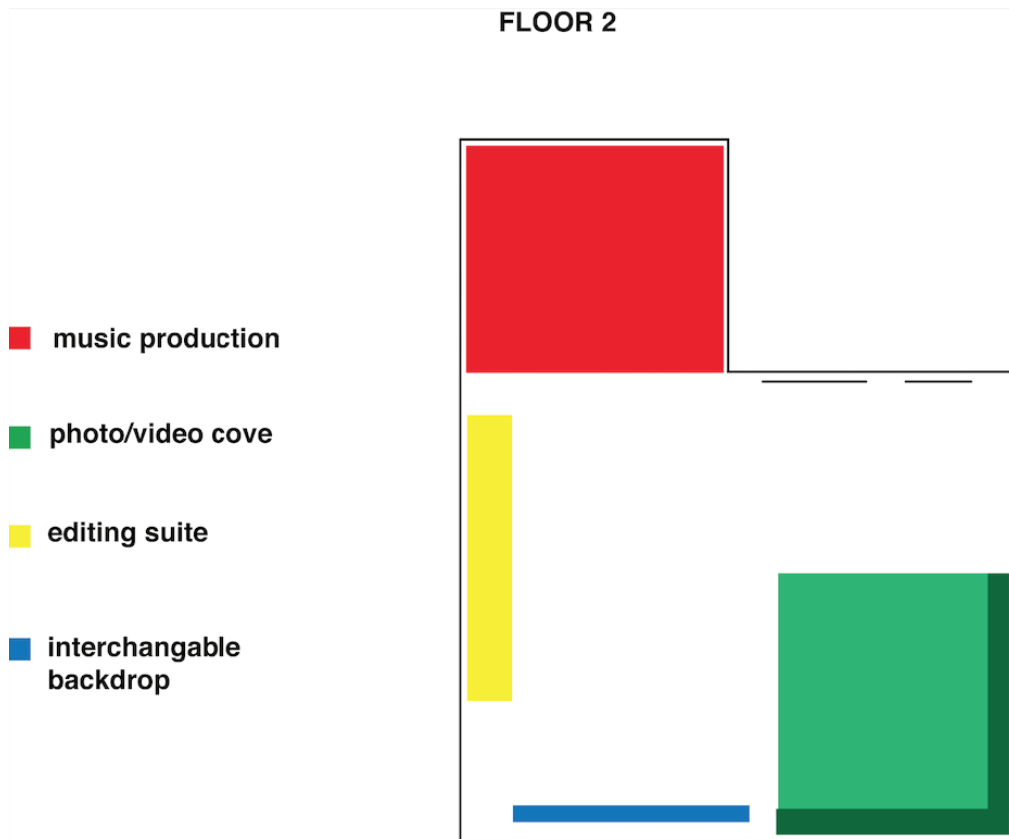 FLOOR 2
music production
photo/video cove
editing suite
interchangable
backdrop